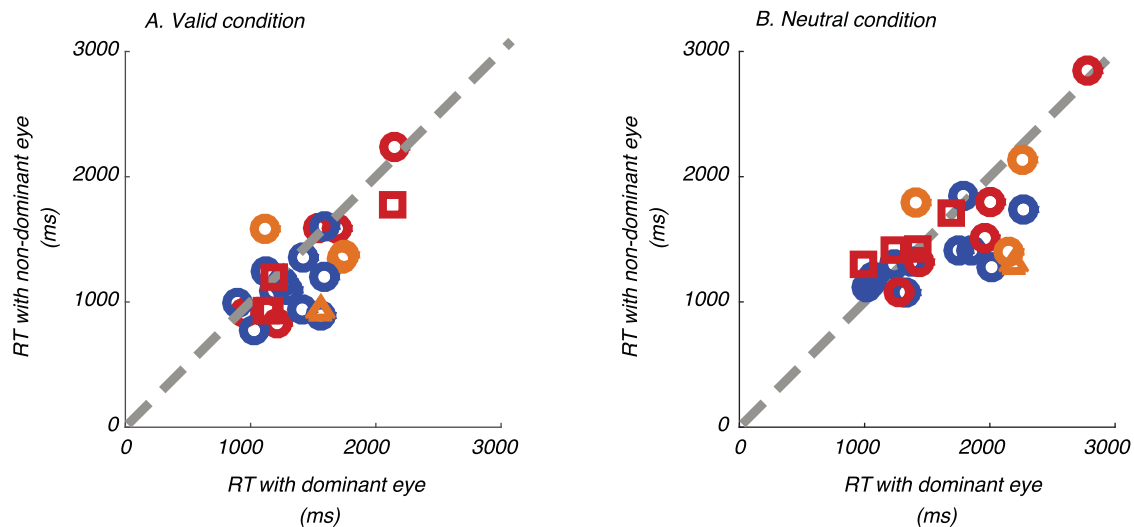 A. Valid condition
3000
2000
1000
0
RT with non-dominant eye
(ms)
0
1000
2000
3000
RT with dominant eye
(ms)
B. Neutral condition
3000
2000
1000
0
RT with non-dominant eye
(ms)
0
1000
2000
3000
RT with dominant eye
(ms)